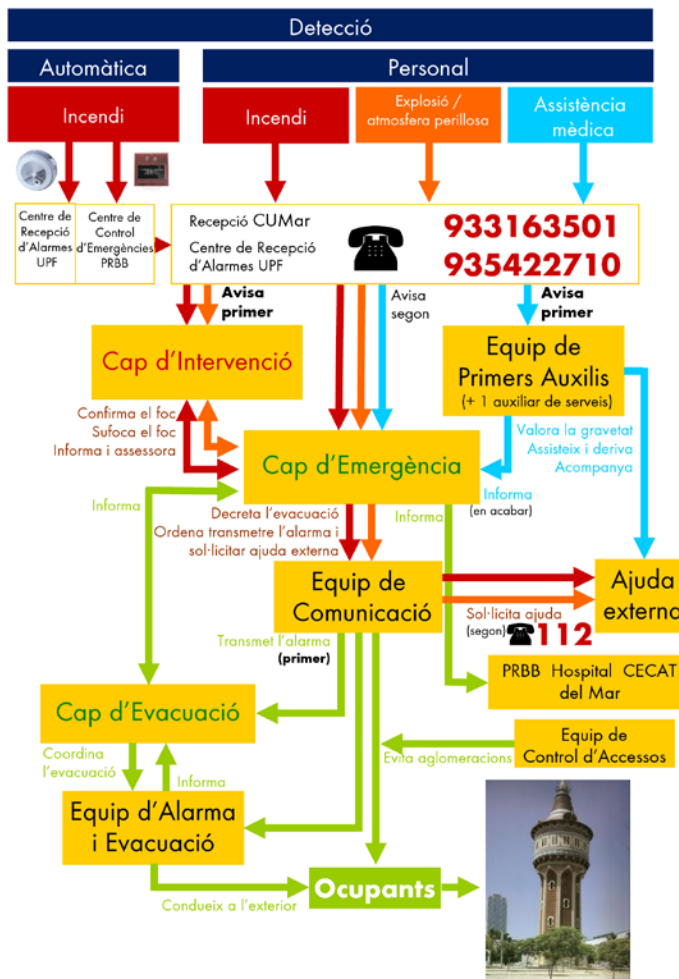 Detecció
Automàtica
Personal
Incendi
Incendi
Explosió /
atmosfera perillosa
Assistència
mèdica
Centre de
Recepció
d'Alarmes
UPF
Centre de
Control
d'Emergències
PRBB
Recepció CUMar
Centre de Recepció
d'Alarmes UPF
933163501
935422710
Avisa
primer
Avisa
segon
Avisa
primer
Cap d'Intervenció
Equip de
Primers Auxilis
(+ 1 auxiliar de serveis)
Confirma el foc
Sufoca el foc
Informa i assessora
Valora la gravetat
Assisteix i deriva
Acompanya
Cap d'Emergència
Informa
Decreta l'evacuació
Ordena transmetre l'alarma i
sol·licitar ajuda externa
Informa
Informa
(en acabar)
Equip de
Comunicació
Ajuda
externa
Sol·licita ajuda
(segon)
112
Transmet l'alarma
(primer)
PRBB Hospital CECAT
del Mar
Cap d'Evacuació
Equip de
Control d'Accessos
Evita aglomeracions
Coordina
l'evacuació
Informa
Equip d'Alarma
i Evacuació
Ocupants
Condueix a l'exterior